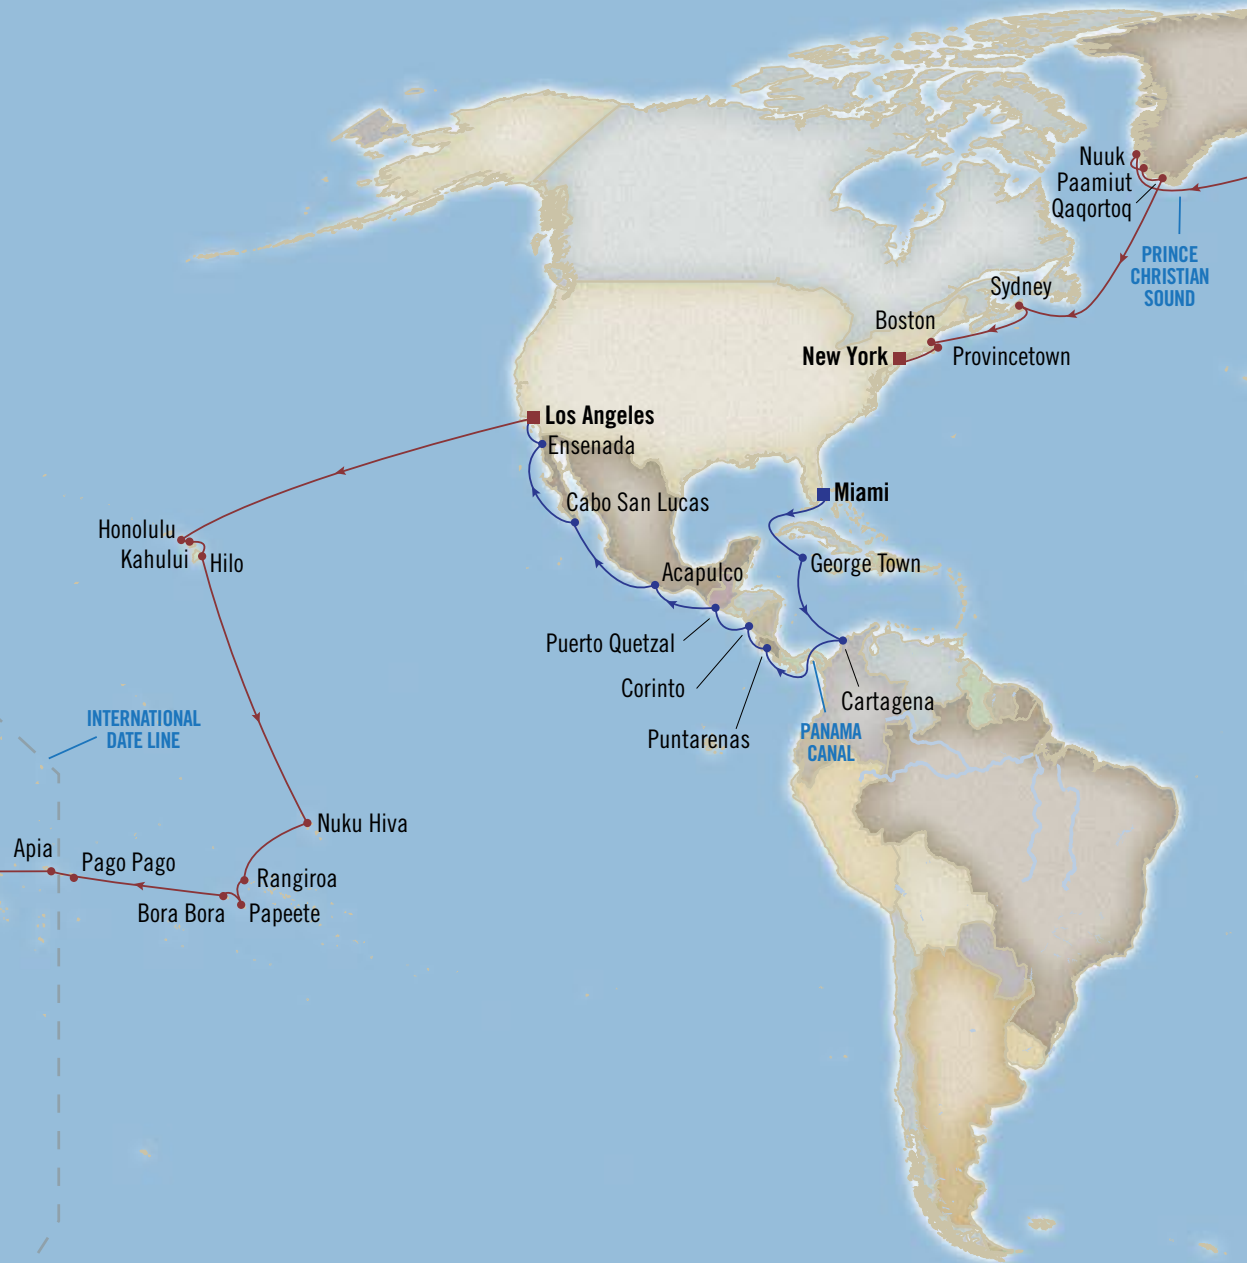 Nuuk
Paamiut
Qaqortoq
PRINCE
CHRISTIAN
SOUND
Sydney
Boston
New York
Provincetown
Los Angeles
Ensenada
Miami
Cabo San Lucas
Honolulu
Kahului
Hilo
George Town
Acapulco
Puerto Quetzal
Corinto
Cartagena
Puntarenas
PANAMA
CANAL
INTERNATIONAL
DATE LINE
Nuku Hiva
Apia
Pago Pago
Rangiroa
Bora Bora
Papeete